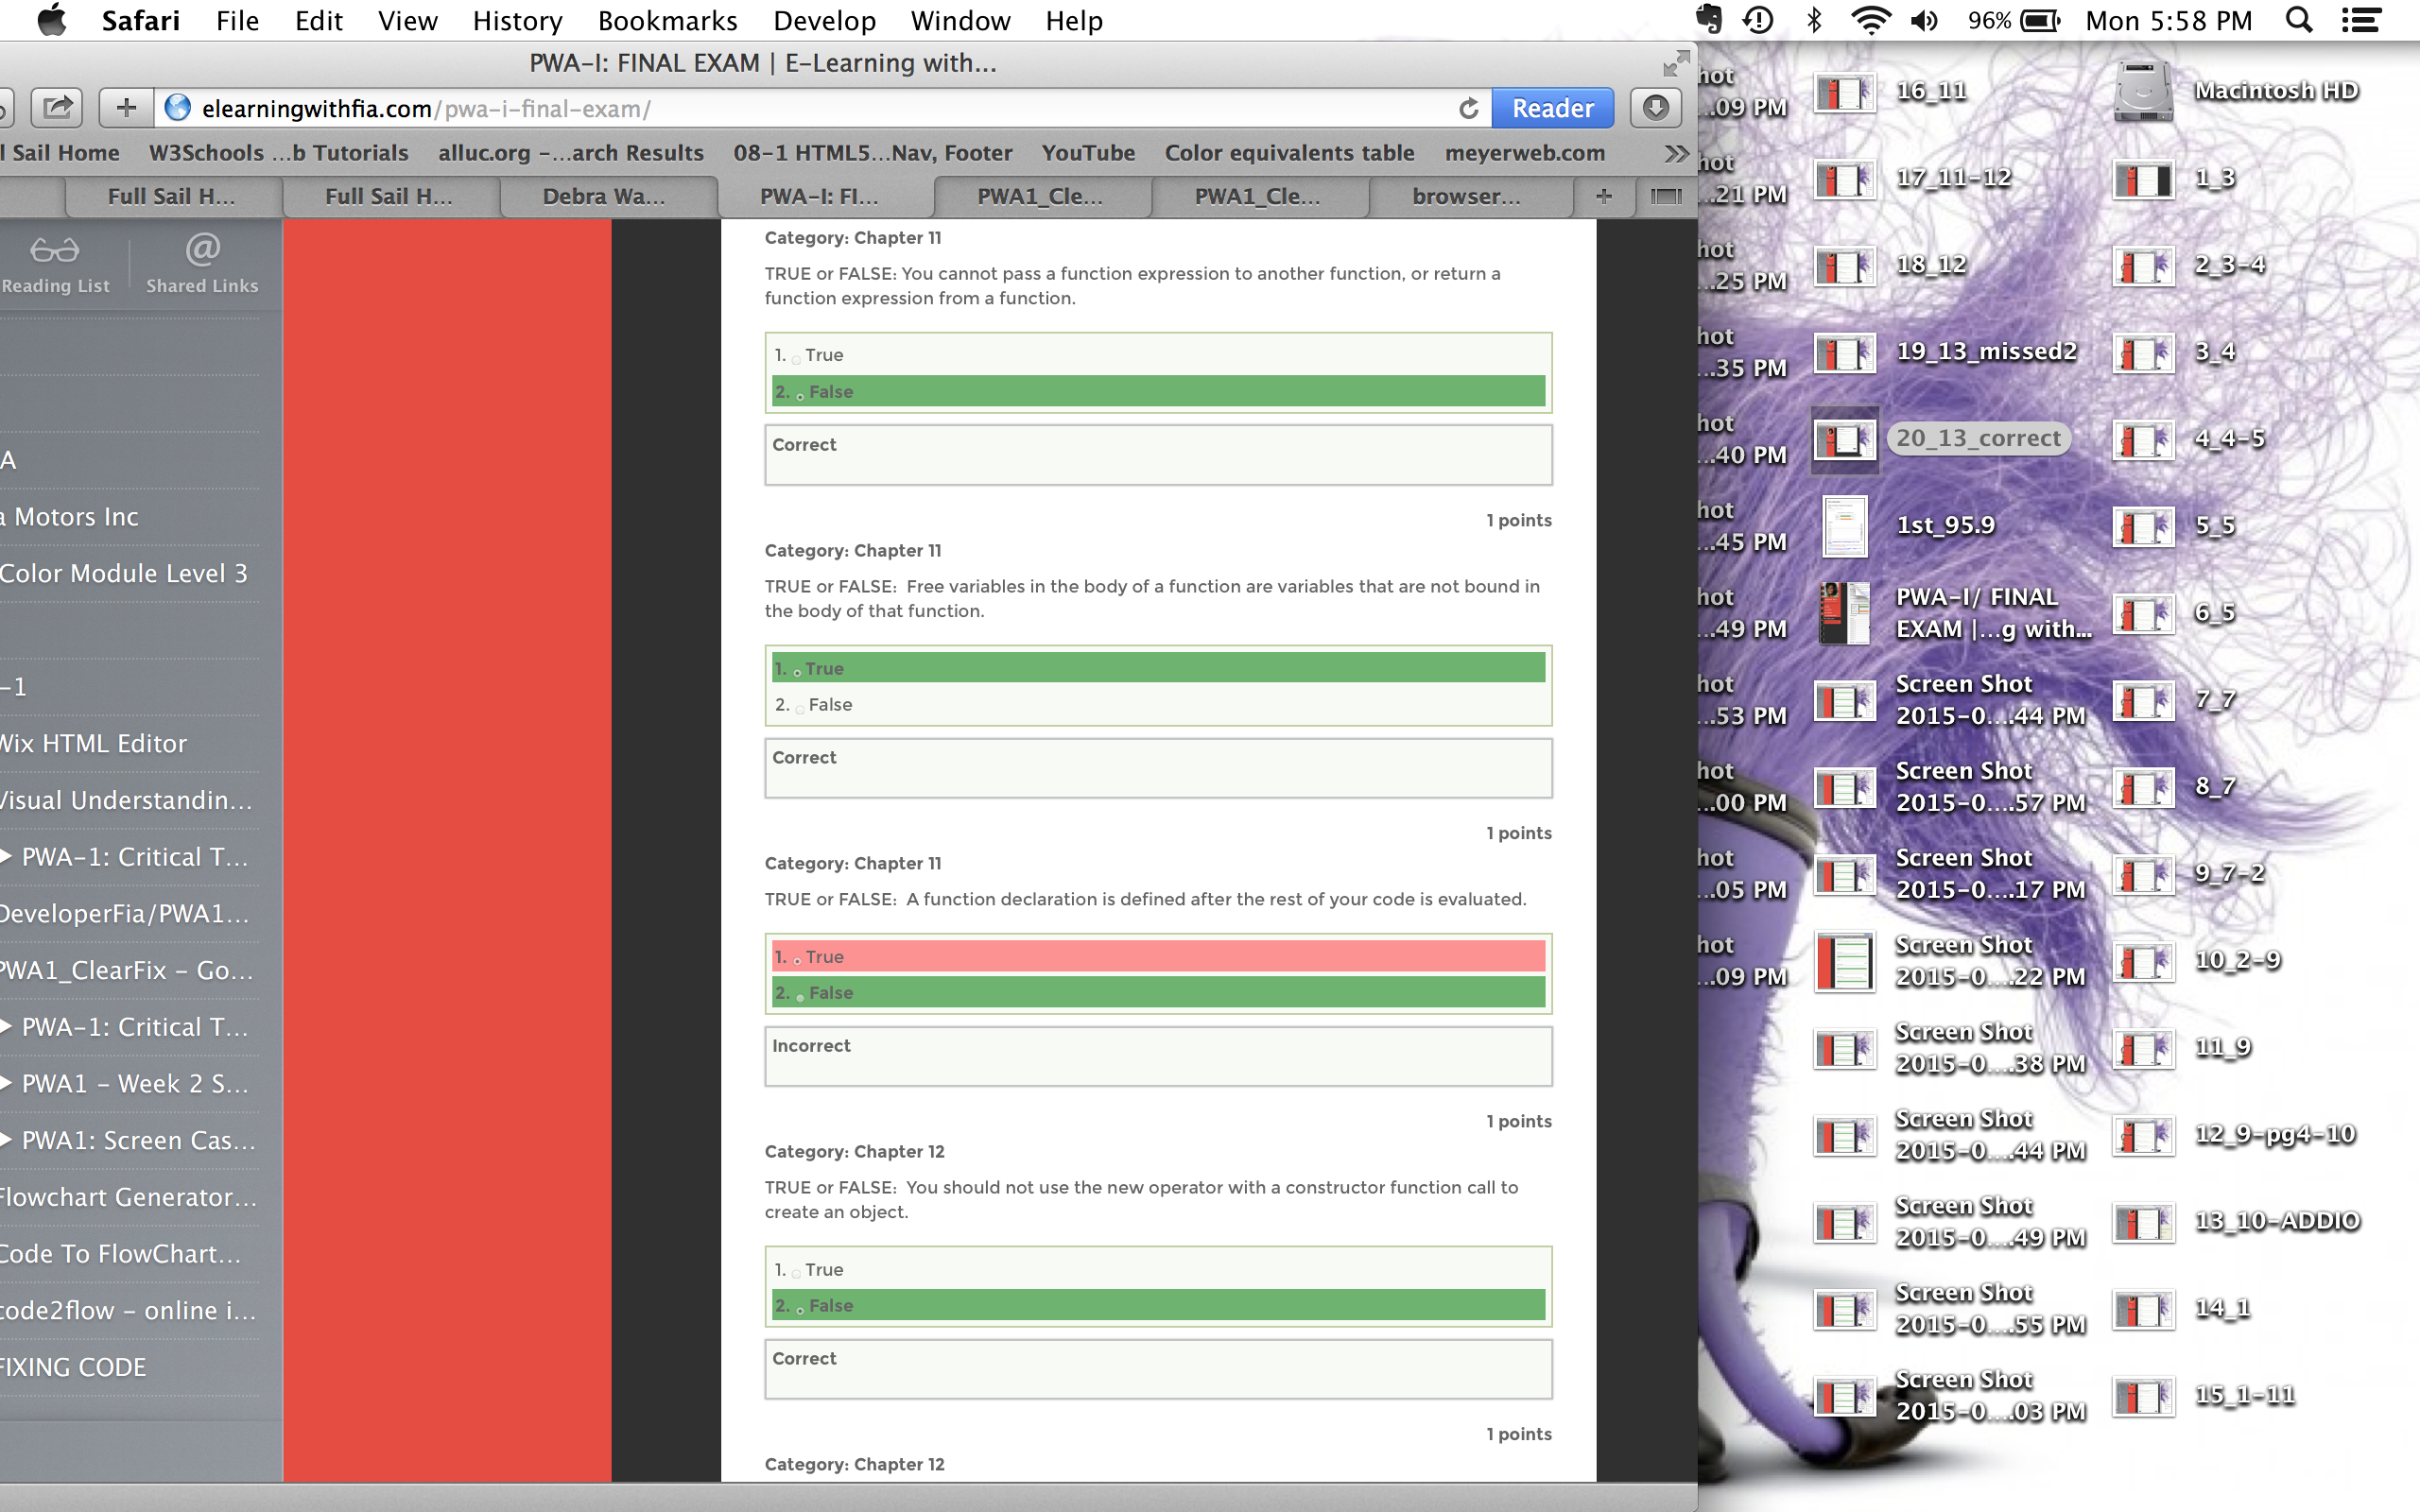 Safari File Edit View History Bookmarks Develop Window Help 96% Mon 5:58 PM
PWA-I: FINAL EXAM | E-Learning with...
elearningwithfia.com/pwa-i-final-exam/ Reader
l Sail Home W3Schools ...b Tutorials alluc.org -...arch Results 08-1 HTML5...Nav, Footer YouTube Color equivalents table meyerweb.com
Full Sail H... Full Sail H... Debra Wa... PWA-I: FI... PWA1_Cle... PWA1_Cle... browser...
Reading List Shared Links
A
a Motors Inc
Color Module Level 3
-1
Wix HTML Editor
Visual Understandin...
PWA-1: Critical T...
DeveloperFia/PWA1...
PWA1_ClearFix - Go...
PWA-1: Critical T...
PWA1 - Week 2 S...
PWA1: Screen Cas...
Flowchart Generator...
Code To FlowChart...
code2flow - online i...
FIXING CODE
Category: Chapter 11
TRUE or FALSE: You cannot pass a function expression to another function, or return a
function expression from a function.
1. True
2. False
Correct
1 points
Category: Chapter 11
TRUE or FALSE: Free variables in the body of a function are variables that are not bound in
the body of that function.
1. True
2. False
Correct
1 points
Category: Chapter 11
TRUE or FALSE: A function declaration is defined after the rest of your code is evaluated.
1. True
2. False
Incorrect
1 points
Category: Chapter 12
TRUE or FALSE: You should not use the new operator with a constructor function call to
create an object.
1. True
2. False
Correct
1 points
Category: Chapter 12
hot
...09 PM
hot
...21 PM
hot
...25 PM
hot
...35 PM
hot
...40 PM
hot
...45 PM
hot
...49 PM
hot
...53 PM
hot
...00 PM
hot
...05 PM
hot
...09 PM
16_11
17_11-12
18_12
19_13_missed2
20_13_correct
1st_95.9
PWA-I/ FINAL
EXAM |...g with...
Screen Shot
2015-0....44 PM
Screen Shot
2015-0....57 PM
Screen Shot
2015-0....17 PM
Screen Shot
2015-0....22 PM
Screen Shot
2015-0....38 PM
Screen Shot
2015-0....44 PM
Screen Shot
2015-0....49 PM
Screen Shot
2015-0....55 PM
Screen Shot
2015-0....03 PM
Macintosh HD
1_3
2_3-4
3_4
4_4-5
5_5
6_5
7_7
8_7
9_7-2
10_2-9
11_9
12_9-pg4-10
13_10-ADDIO
14_1
15_1-11